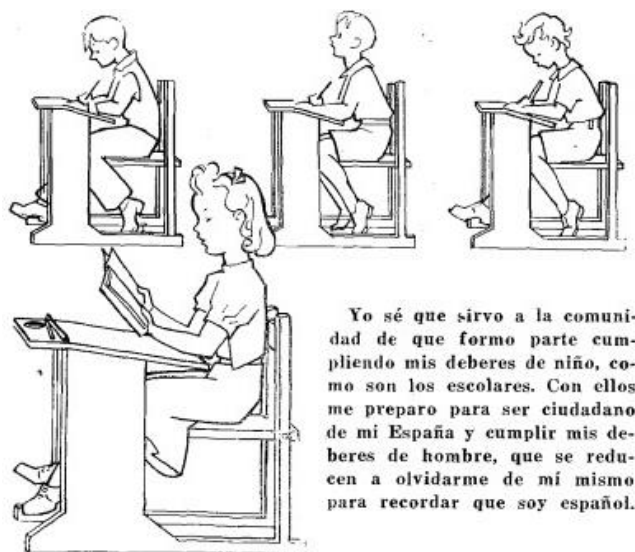 Yo sé que sirvo a la comuni-
dad de que formo parte cum-
pliendo mis deberes de niño, co-
mo son los escolares. Con ellos
me preparo para ser ciudadano
de mi España y cumplir mis de-
beres de hombre, que se redu-
cen a olvidarme de mí mismo
para recordar que soy español.